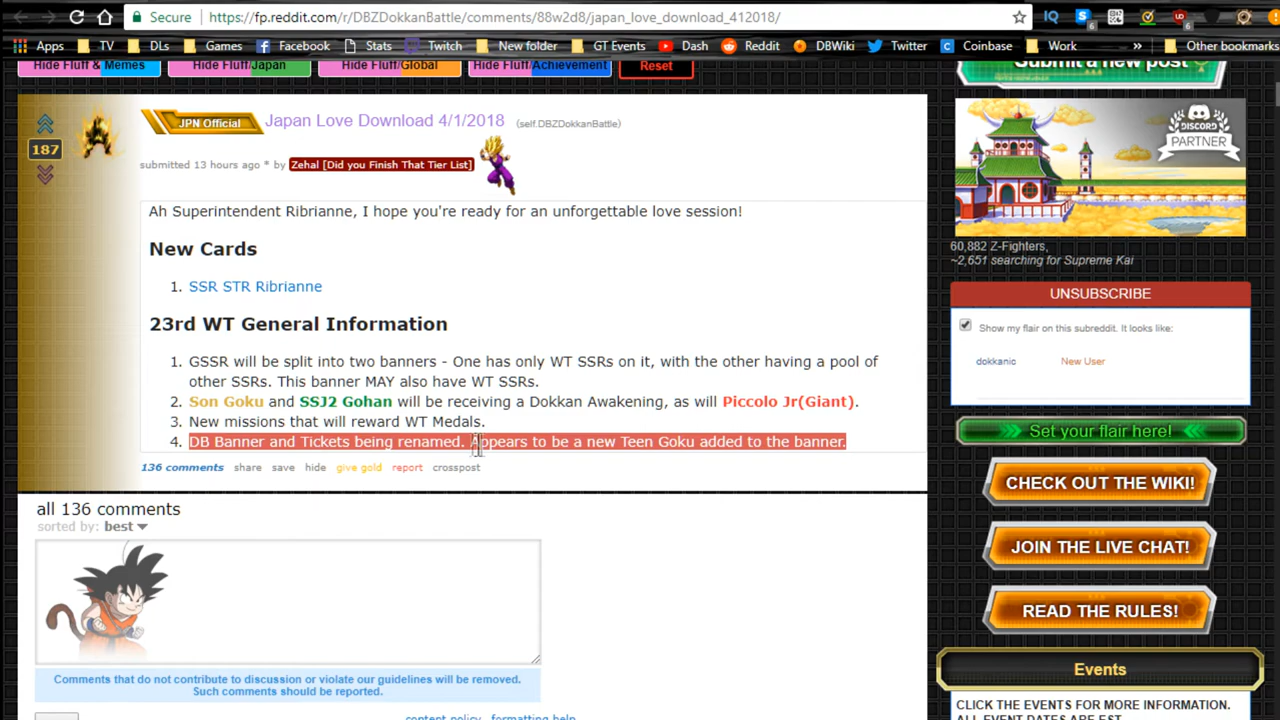 Secure https://fp.reddit.com/r/DBZDokkanBattle/comments/88w2d8/japan_love_download_412018/
IQ 6 6
Apps TV DLs Games Facebook Stats Twitch New folder GT Events Dash Reddit DBWiki Twitter Coinbase Work » Other bookmarks
Hide Fluff & Memes Hide Fluff/Japan Hide Fluff/Global Hide Fluff/Achievement Reset
Submit a new post
JPN Official Japan Love Download 4/1/2018 (self.DBZDokkanBattle)
187
submitted 13 hours ago * by Zehal [Did you Finish That Tier List]
Ah Superintendent Ribrianne, I hope you're ready for an unforgettable love session!
New Cards
1. SSR STR Ribrianne
23rd WT General Information
1. GSSR will be split into two banners - One has only WT SSRs on it, with the other having a pool of
other SSRs. This banner MAY also have WT SSRs.
2. Son Goku and SSJ2 Gohan will be receiving a Dokkan Awakening, as will Piccolo Jr(Giant).
3. New missions that will reward WT Medals.
4. DB Banner and Tickets being renamed. Appears to be a new Teen Goku added to the banner.
136 comments share save hide give gold report crosspost
all 136 comments
sorted by: best
Comments that do not contribute to discussion or violate our guidelines will be removed.
Such comments should be reported.
content policy formatting help
DISCORD
PARTNER
60,882 Z-Fighters,
~2,651 searching for Supreme Kai
UNSUBSCRIBE
Show my flair on this subreddit. It looks like:
dokkanic New User
Set your flair here!
CHECK OUT THE WIKI!
JOIN THE LIVE CHAT!
READ THE RULES!
Events
CLICK THE EVENTS FOR MORE INFORMATION.
ALL EVENT DATES ARE EST